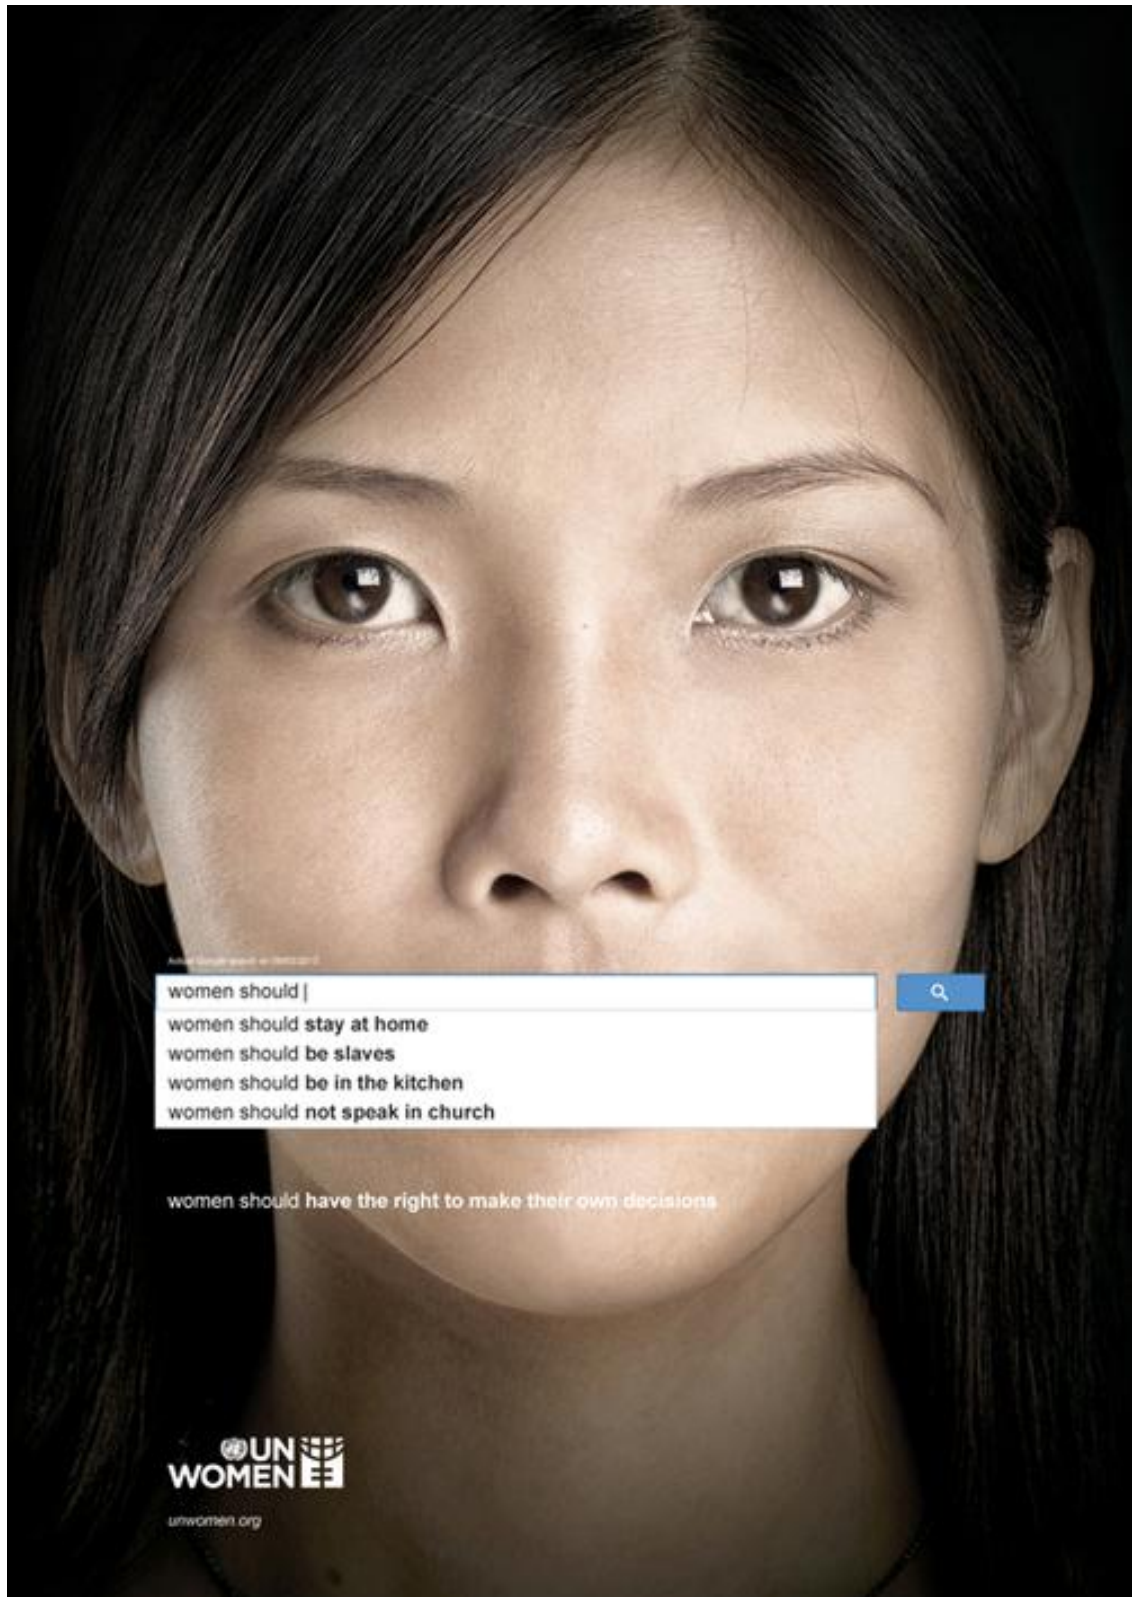 women should
women should stay at home
women should be slaves
women should be in the kitchen
women should not speak in church
women should have the right to make their own decisions
UN
WOMEN
unwomen.org